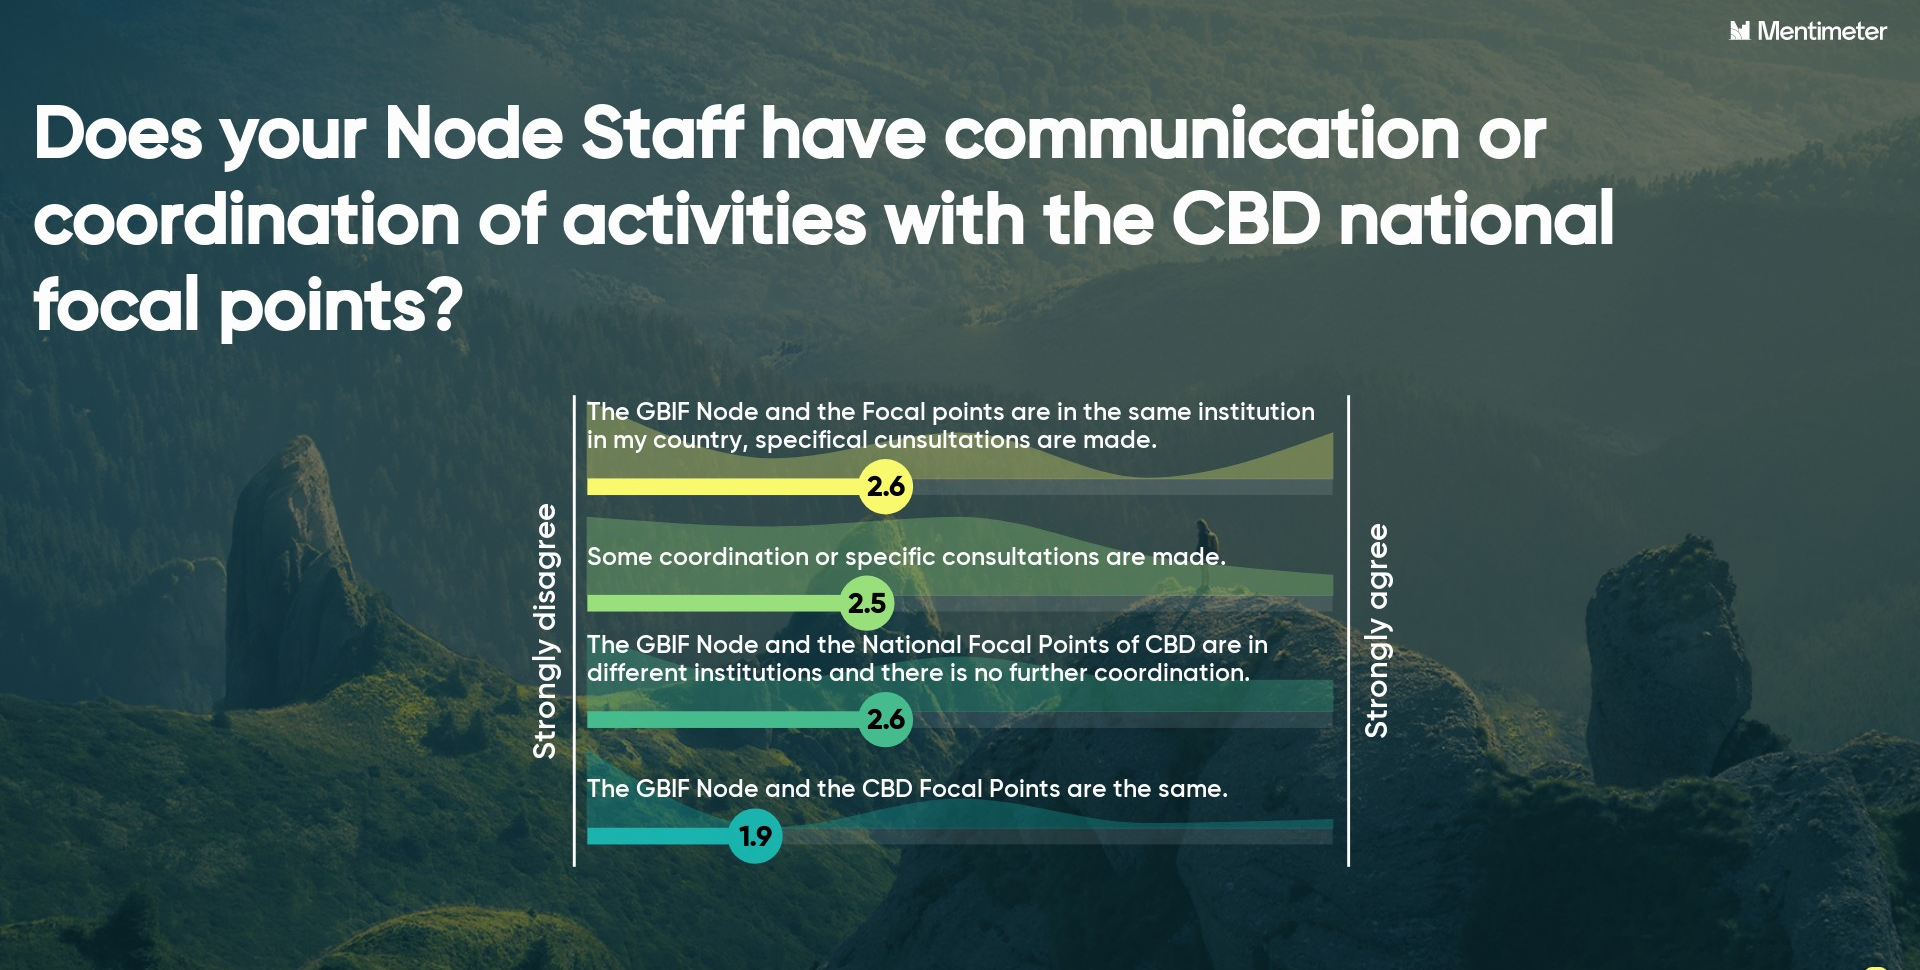 Mentimeter
Does your Node Staff have communication or
coordination of activities with the CBD national
focal points?
Strongly disagree
The GBIF Node and the Focal points are in the same institution
in my country, specifical cunsultations are made.
2.6
Some coordination or specific consultations are made.
2.5
The GBIF Node and the National Focal Points of CBD are in
different institutions and there is no further coordination.
2.6
The GBIF Node and the CBD Focal Points are the same.
1.9
Strongly agree